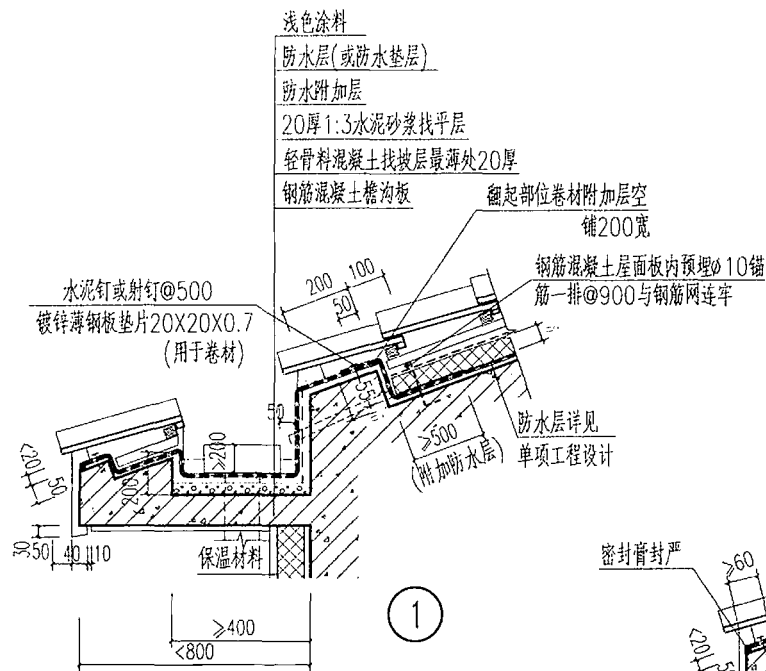 浅色涂料
防水层(或防水垫层)
防水附加层
20厚1:3水泥砂浆找平层
轻骨料混凝土找坡层最薄处20厚
钢筋混凝土檐沟板
翻起部位卷材附加层空
铺200宽
钢筋混凝土屋面板内预埋ø10锚
筋一排@900与钢筋网连牢
水泥钉或射钉@500
镀锌薄钢板垫片20X20X0.7
(用于卷材)
200
100
50
55
50
≥500
(附加防水层)
防水层详见
单项工程设计
≥200
200
<20
50
30
50
40
10
保温材料
≥400
<800
1
密封膏封严
≥60
<20